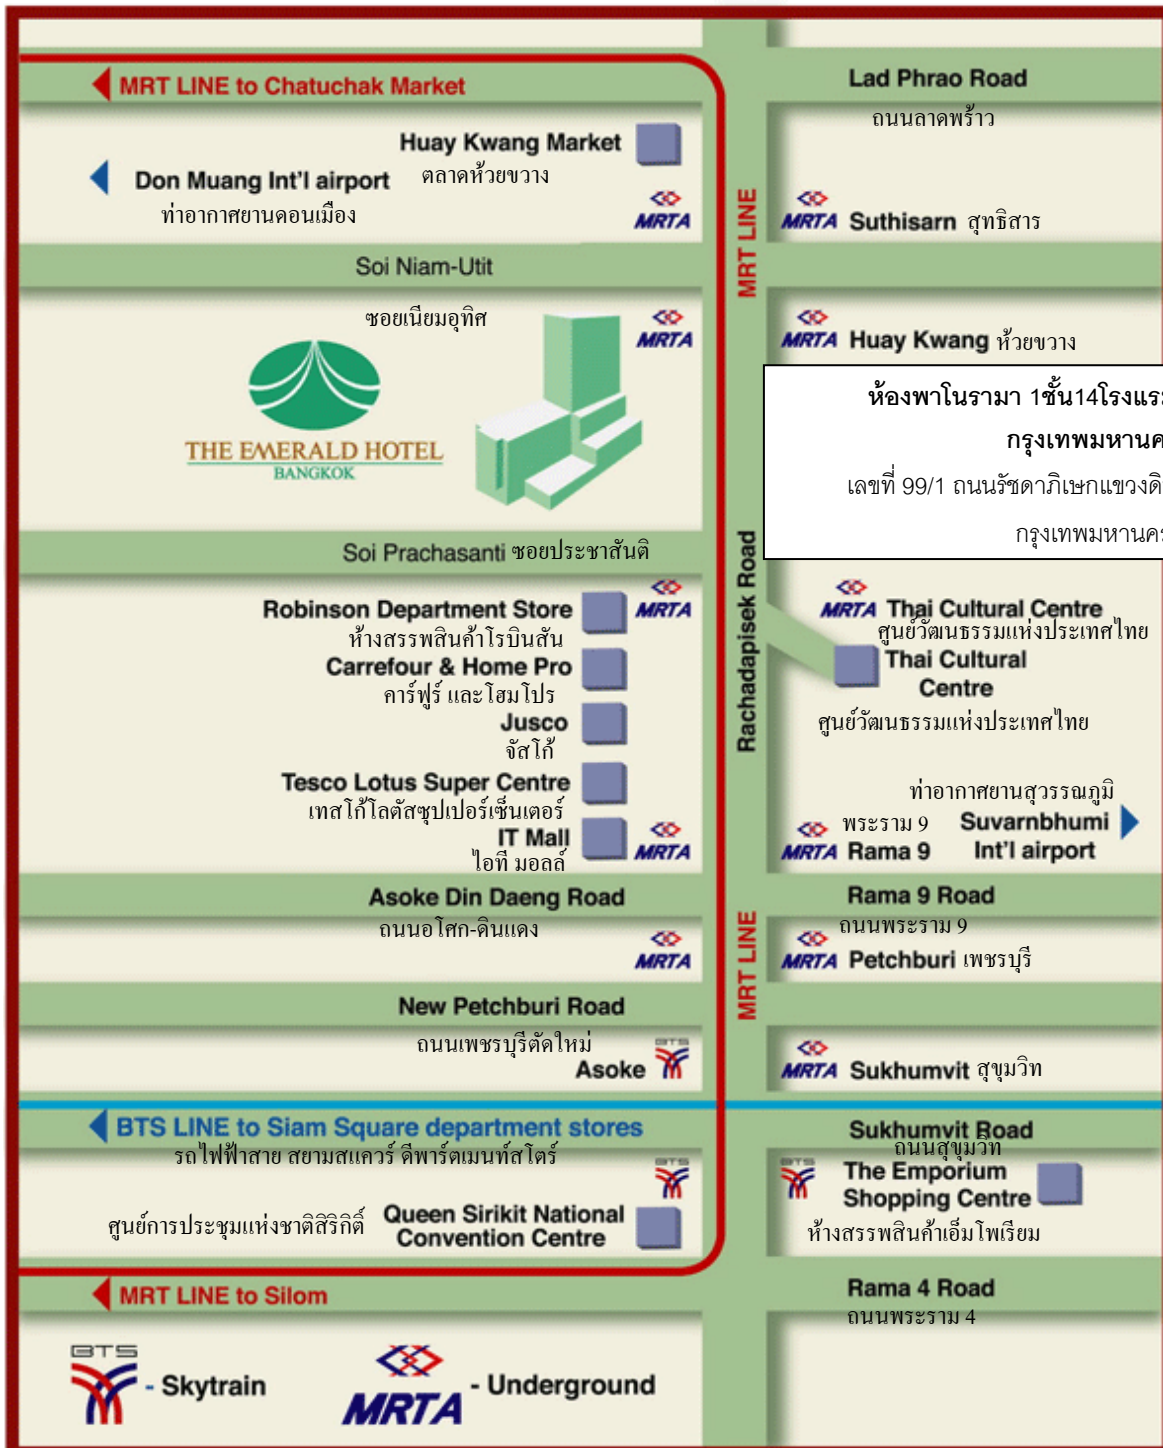 MRT LINE to Chatuchak Market
Lad Phrao Road
ถนนลาดพร้าว
Huay Kwang Market
ตลาดห้วยขวาง
Don Muang Int'l airport
ท่าอากาศยานดอนเมือง
MRTA
MRT LINE
MRTA Suthisarn สุทธิสาร
Soi Niam-Utit
ซอยเนียมอุทิศ
MRTA
MRTA Huay Kwang ห้วยขวาง
THE EMERALD HOTEL
BANGKOK
ห้องพาโนรามา 1ชั้น14โรงแร
กรุงเทพมหานค
เลขที่ 99/1 ถนนรัชดาภิเษกแขวงดิ
กรุงเทพมหานค
Soi Prachasanti ซอยประชาสันติ
Rachadapisek Road
Robinson Department Store
ห้างสรรพสินค้าโรบินสัน
MRTA
MRTA Thai Cultural Centre
ศูนย์วัฒนธรรมแห่งประเทศไทย
Carrefour & Home Pro
คาร์ฟูร์ และโฮมโปร
Thai Cultural
Centre
ศูนย์วัฒนธรรมแห่งประเทศไทย
Jusco
จัสโก้
Tesco Lotus Super Centre
เทสโก้โลตัสซุปเปอร์เซ็นเตอร์
ท่าอากาศยานสุวรรณภูมิ
Suvarnbhumi
Int'l airport
IT Mall
ไอที มอลล์
MRTA
พระราม 9
MRTA Rama 9
Asoke Din Daeng Road
ถนนอโศก-ดินแดง
Rama 9 Road
ถนนพระราม 9
MRTA
MRT LINE
MRTA Petchburi เพชรบุรี
New Petchburi Road
ถนนเพชรบุรีตัดใหม่
Asoke
BTS
MRTA Sukhumvit สุขุมวิท
BTS LINE to Siam Square department stores
รถไฟฟ้าสาย สยามสแควร์ ดีพาร์ตเมนท์สโตร์
Sukhumvit Road
ถนนสุขุมวิท
BTS
BTS
The Emporium
Shopping Centre
ห้างสรรพสินค้าเอ็มโพเรียม
ศูนย์การประชุมแห่งชาติสิริกิติ์
Queen Sirikit National
Convention Centre
MRT LINE to Silom
Rama 4 Road
ถนนพระราม 4
BTS
- Skytrain
MRTA
- Underground